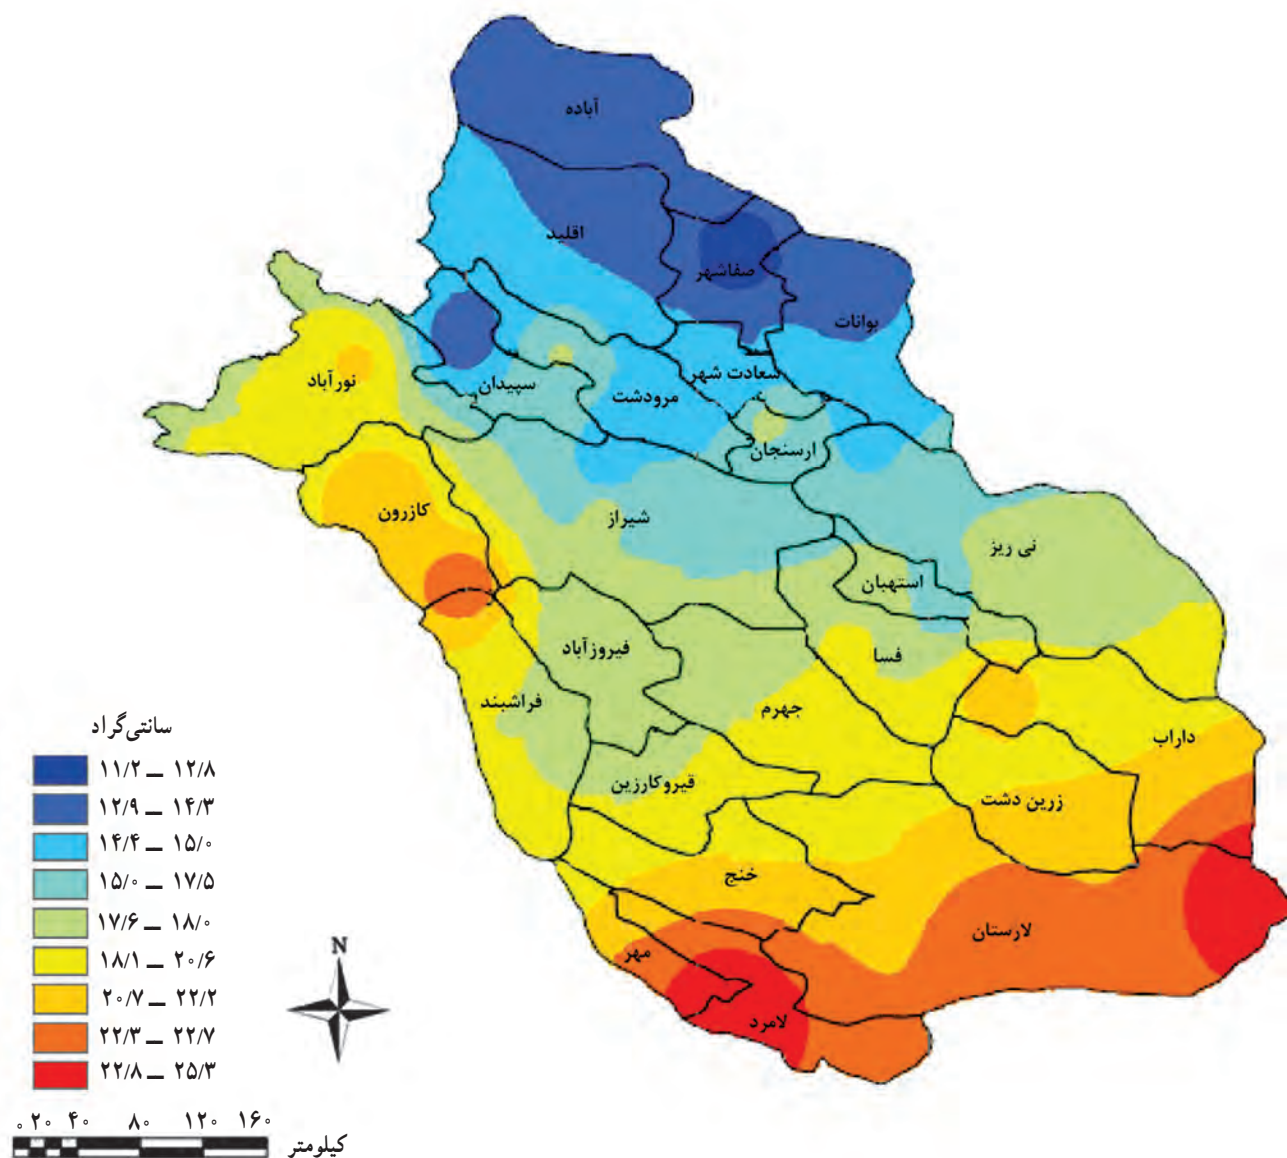 آباده
اقلید
صفاشهر
بوانات
نورآباد
سپیدان
مرودشت
سعادت شهر
ارسنجان
کازرون
شیراز
نی ریز
استهبان
فیروزآباد
فسا
فراشبند
جهرم
داراب
قیروکارزین
زرین دشت
خنج
لارستان
مهر
لامرد
سانتی‌گراد
۱۱/۲ – ۱۲/۸
۱۲/۹ – ۱۴/۳
۱۴/۴ – ۱۵/۰
۱۵/۰ – ۱۷/۵
۱۷/۶ – ۱۸/۰
۱۸/۱ – ۲۰/۶
۲۰/۷ – ۲۲/۲
۲۲/۳ – ۲۲/۷
۲۲/۸ – ۲۵/۳
N
۰ ۲۰ ۴۰ ۸۰ ۱۲۰ ۱۶۰
کیلومتر